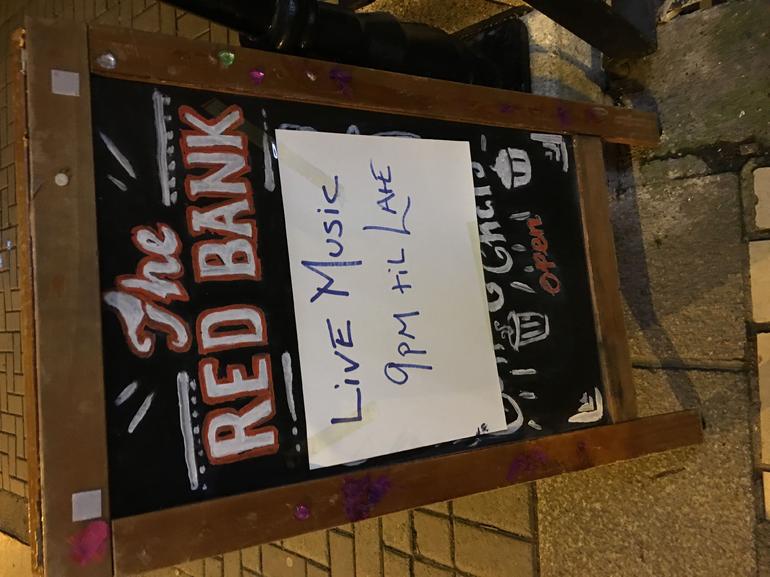 The
RED BANK
LiVE MUSiC
9PM tiL LATE
open